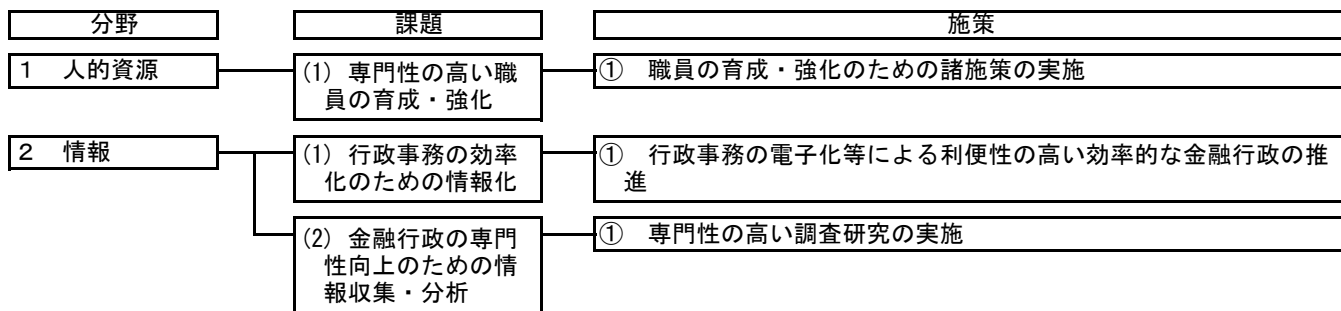 分野 課題 施策
1 人的資源
(1) 専門性の高い職
員の育成・強化
① 職員の育成・強化のための諸施策の実施
2 情報
(1) 行政事務の効率
化のための情報化
① 行政事務の電子化等による利便性の高い効率的な金融行政の推
進
(2) 金融行政の専門
性向上のための情
報収集・分析
① 専門性の高い調査研究の実施